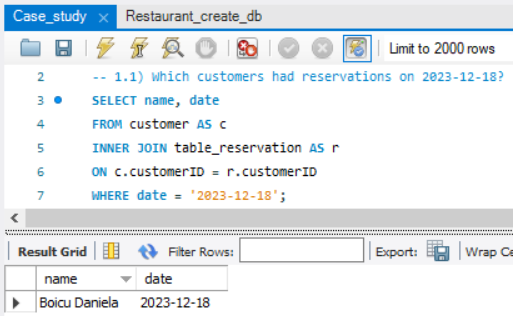 Case_study × Restaurant_create_db
Limit to 2000 rows
2 -- 1.1) Which customers had reservations on 2023-12-18?
3 SELECT name, date
4 FROM customer AS c
5 INNER JOIN table_reservation AS r
6 ON c.customerID = r.customerID
7 WHERE date = '2023-12-18';
Result Grid Filter Rows: Export: Wrap Ce
name date
Boicu Daniela 2023-12-18